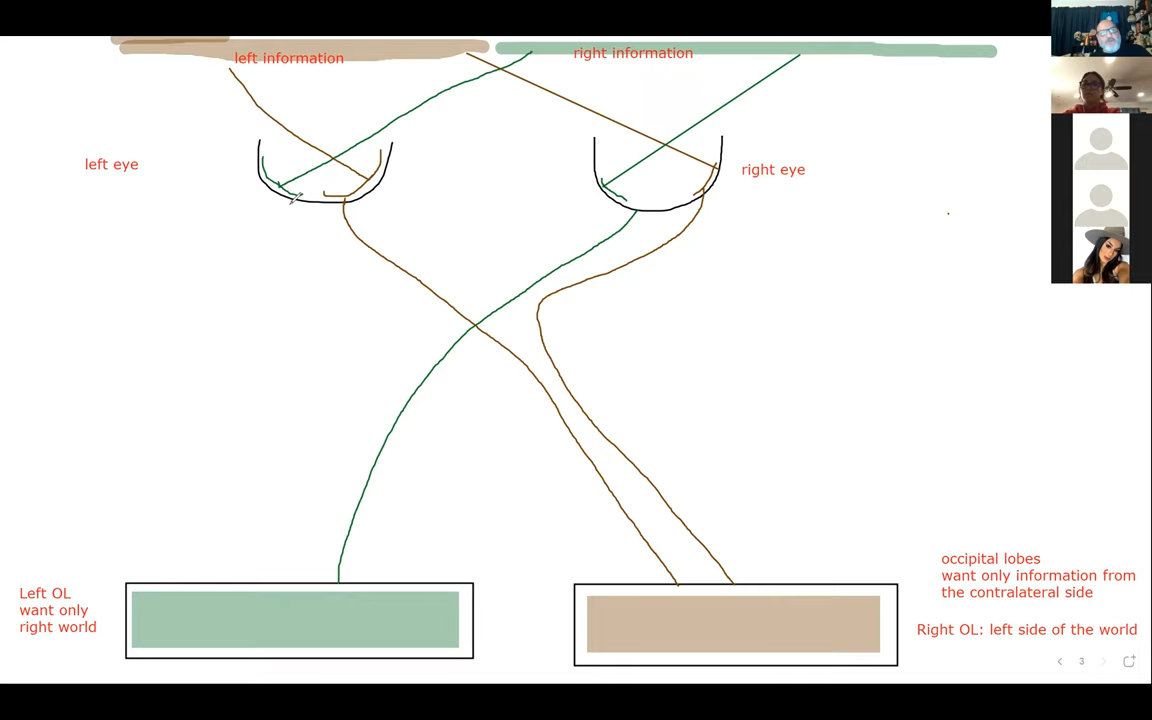 left information
right information
left eye
right eye
Left OL
want only
right world
occipital lobes
want only information from
the contralateral side
Right OL: left side of the world
3